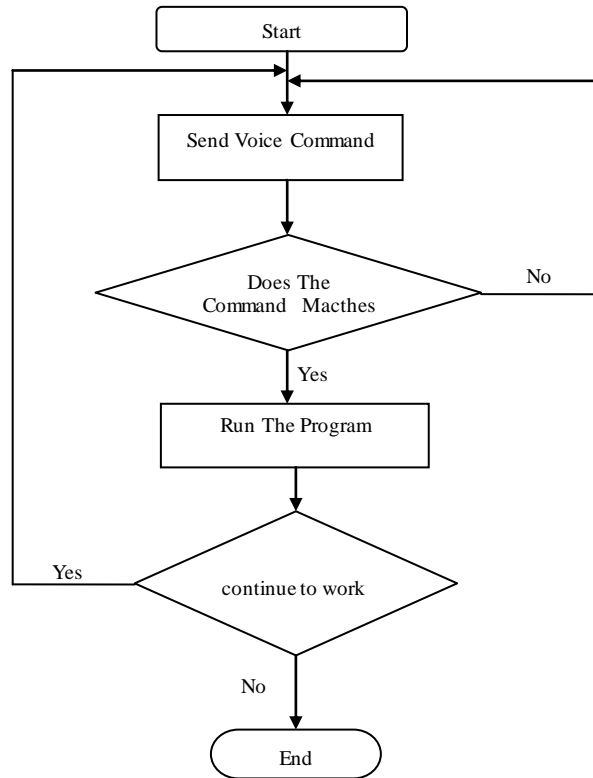 Start
Send Voice Command
Does The
Command Macthes
No
Yes
Run The Program
Yes
continue to work
No
End